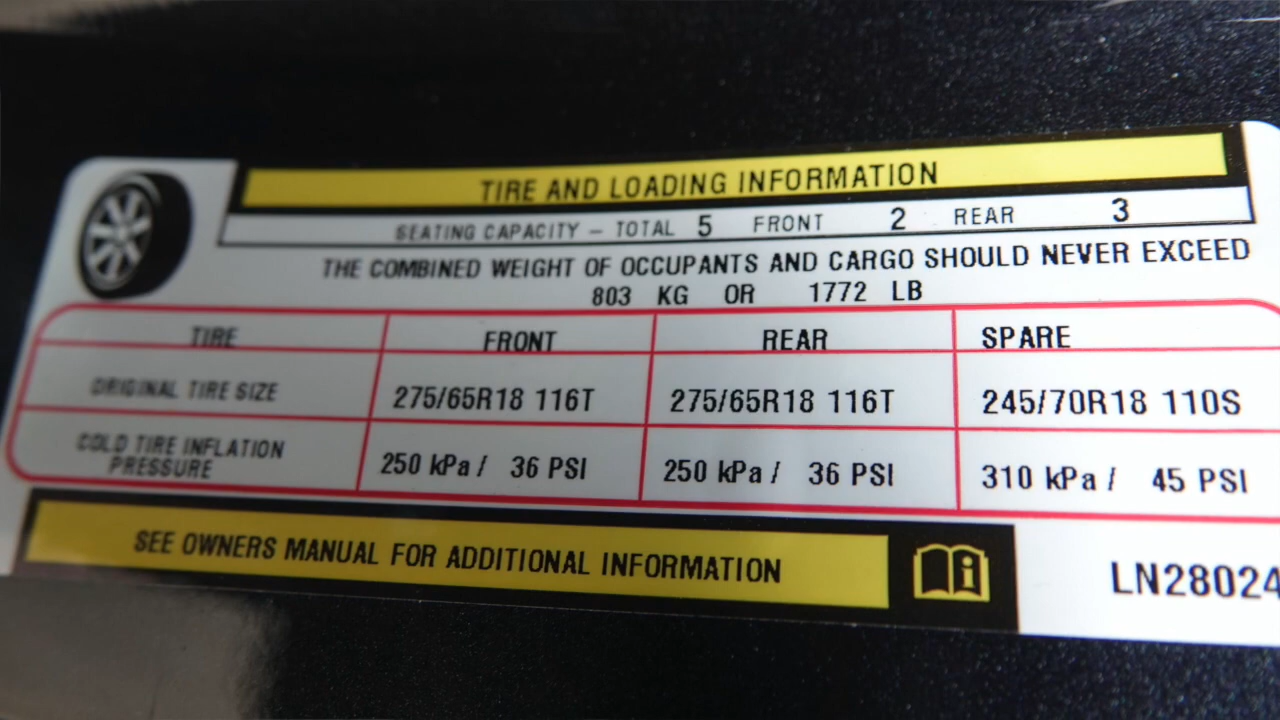 TIRE AND LOADING INFORMATION
SEATING CAPACITY – TOTAL 5 FRONT 2 REAR 3
THE COMBINED WEIGHT OF OCCUPANTS AND CARGO SHOULD NEVER EXCEED
803 KG OR 1772 LB
TIRE FRONT REAR SPARE
ORIGINAL TIRE SIZE 275/65R18 116T 275/65R18 116T 245/70R18 110S
COLD TIRE INFLATION
PRESSURE 250 kPa / 36 PSI 250 kPa / 36 PSI 310 kPa / 45 PSI
SEE OWNERS MANUAL FOR ADDITIONAL INFORMATION
LN28024